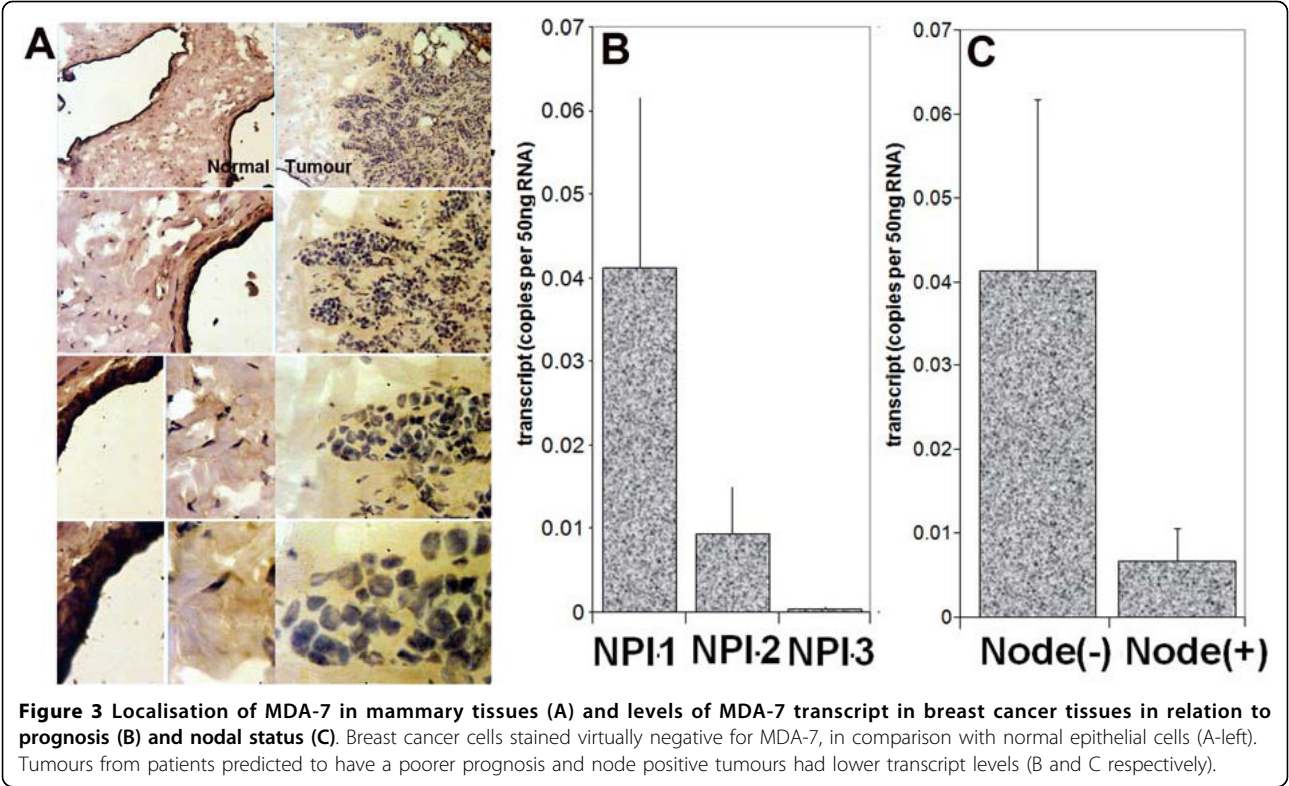 A
Normal
Tumour
B
transcript (copies per 50ng RNA)
0.07
0.06
0.05
0.04
0.03
0.02
0.01
0
NPI.1 NPI.2 NPI.3
C
transcript (copies per 50ng RNA)
0.07
0.06
0.05
0.04
0.03
0.02
0.01
0
Node(-) Node(+)
Figure 3 Localisation of MDA-7 in mammary tissues (A) and levels of MDA-7 transcript in breast cancer tissues in relation to
prognosis (B) and nodal status (C). Breast cancer cells stained virtually negative for MDA-7, in comparison with normal epithelial cells (A-left).
Tumours from patients predicted to have a poorer prognosis and node positive tumours had lower transcript levels (B and C respectively).